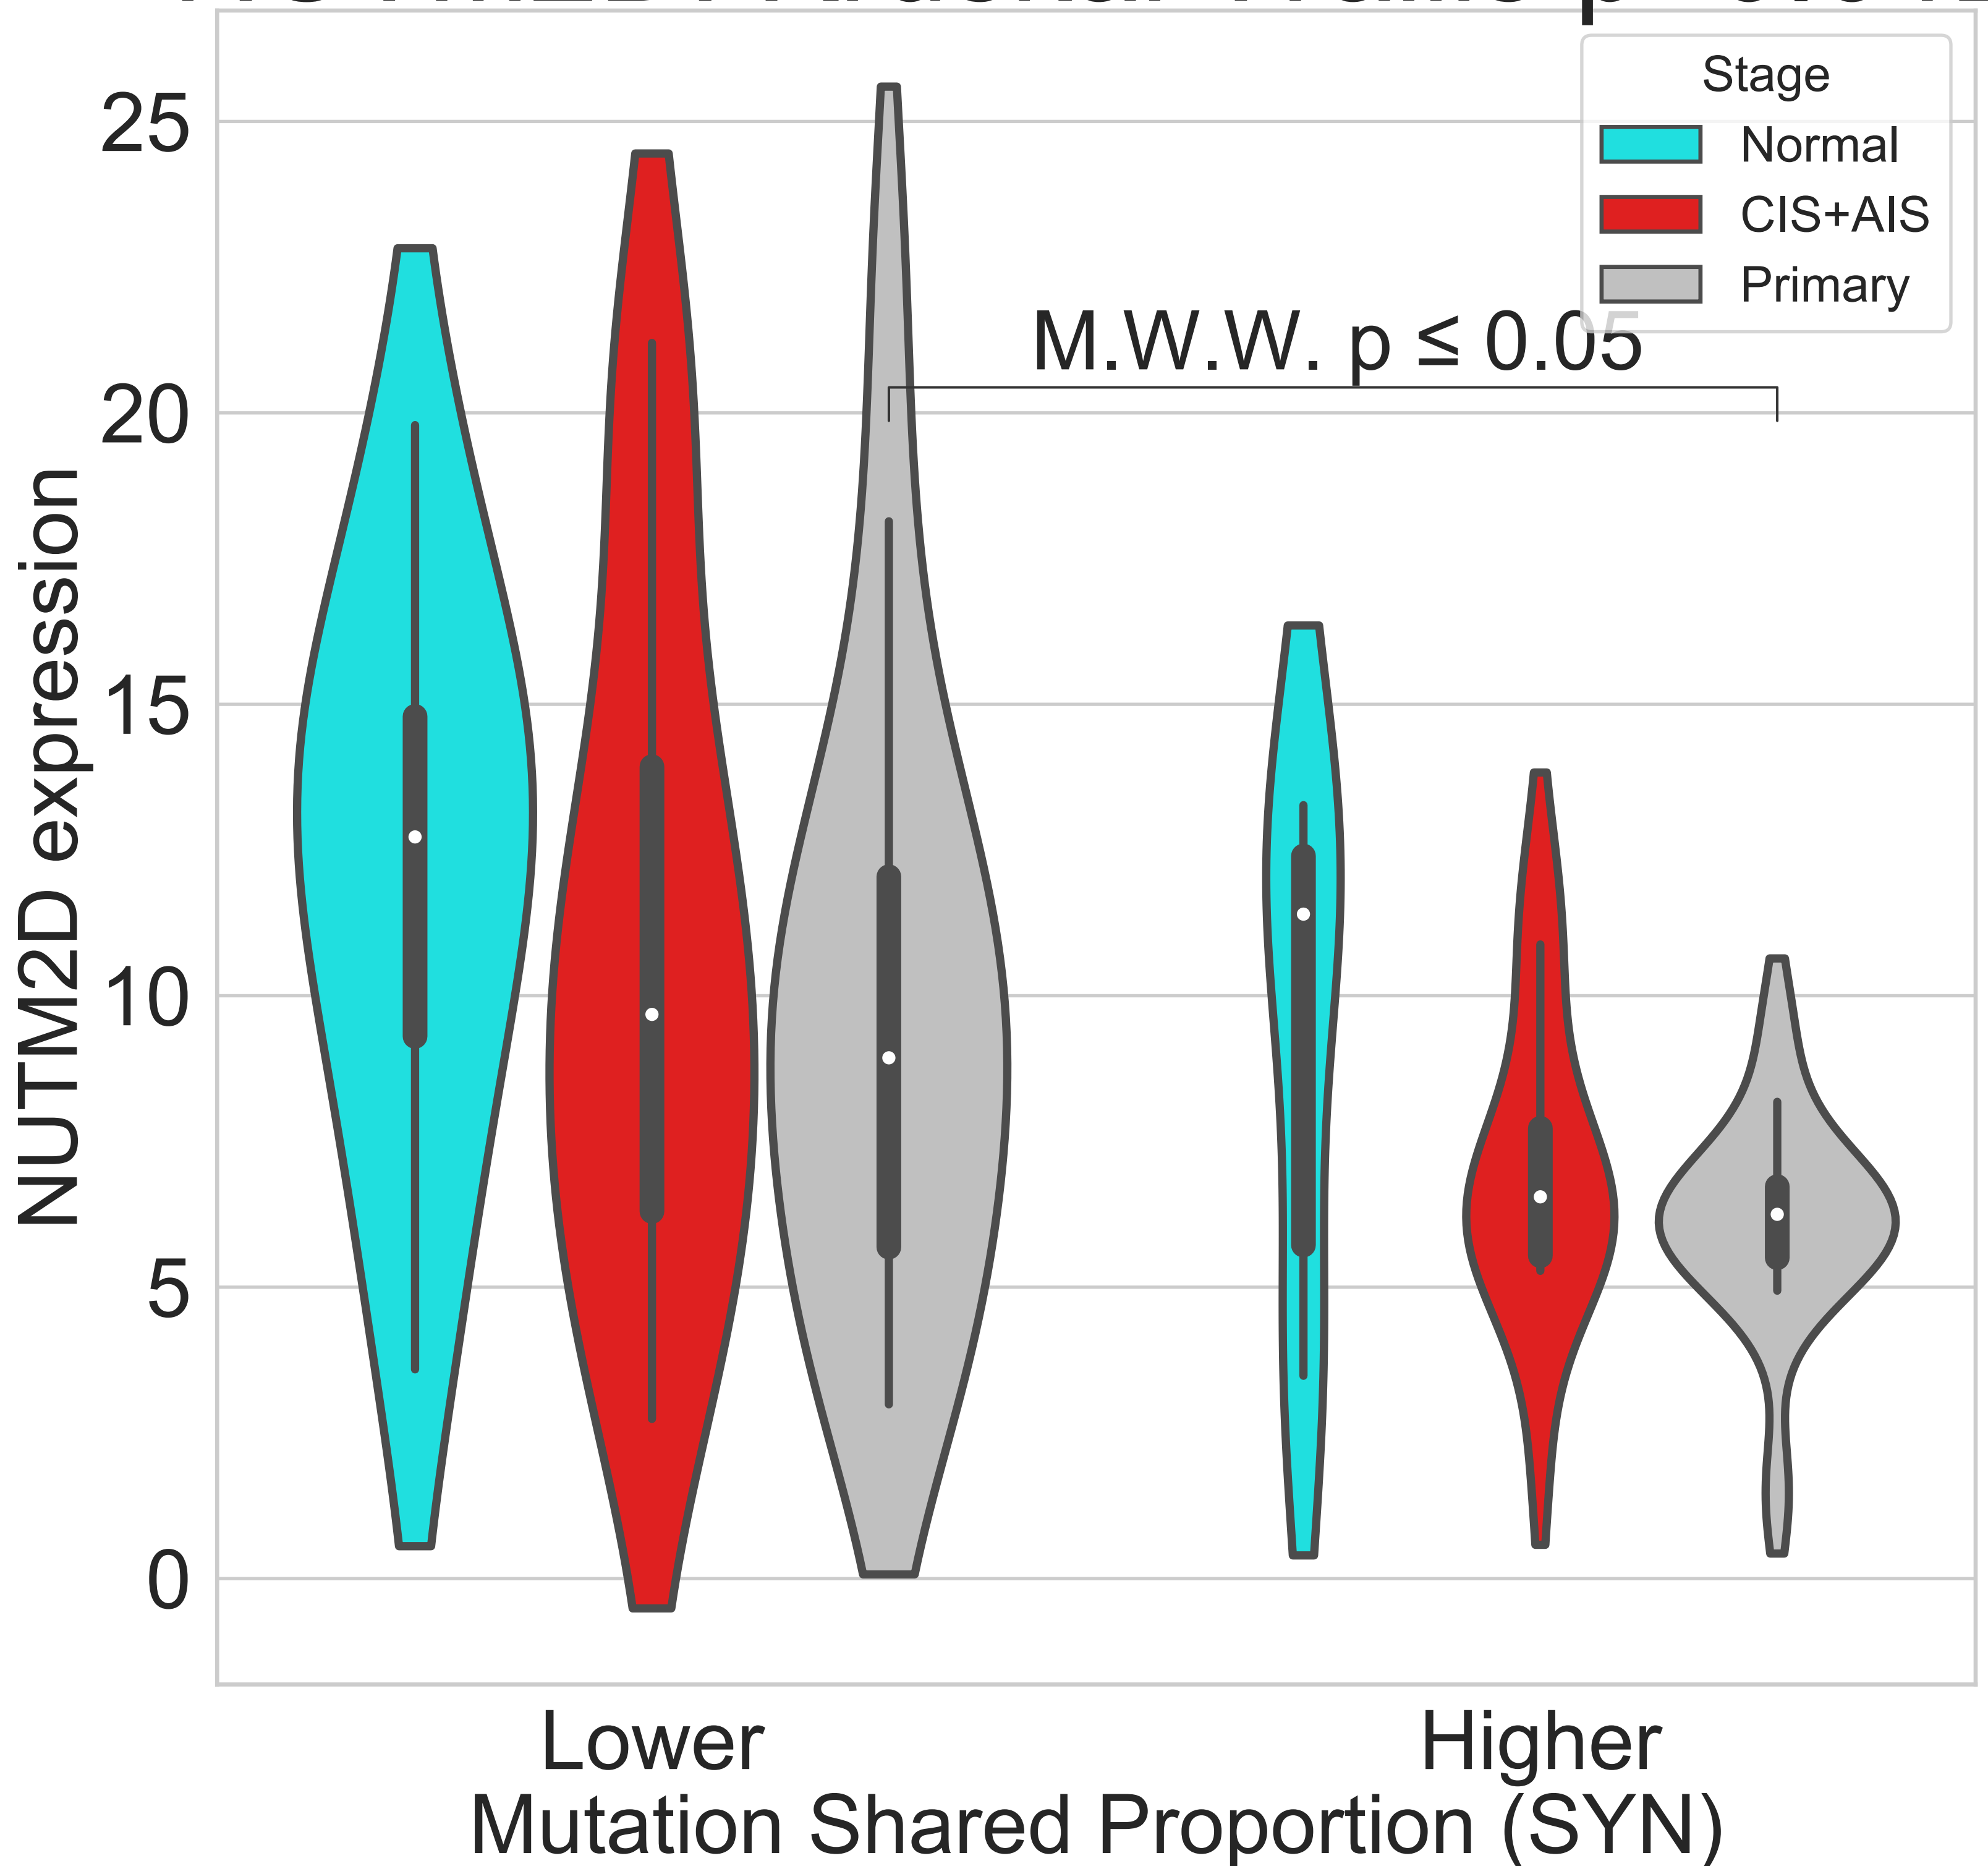 25
20
15
10
5
0
NUTM2D expression
Stage
Normal
CIS+AIS
Primary
M.W.W. p ≤ 0.05
Lower
Higher
Mutation Shared Proportion (SYN)